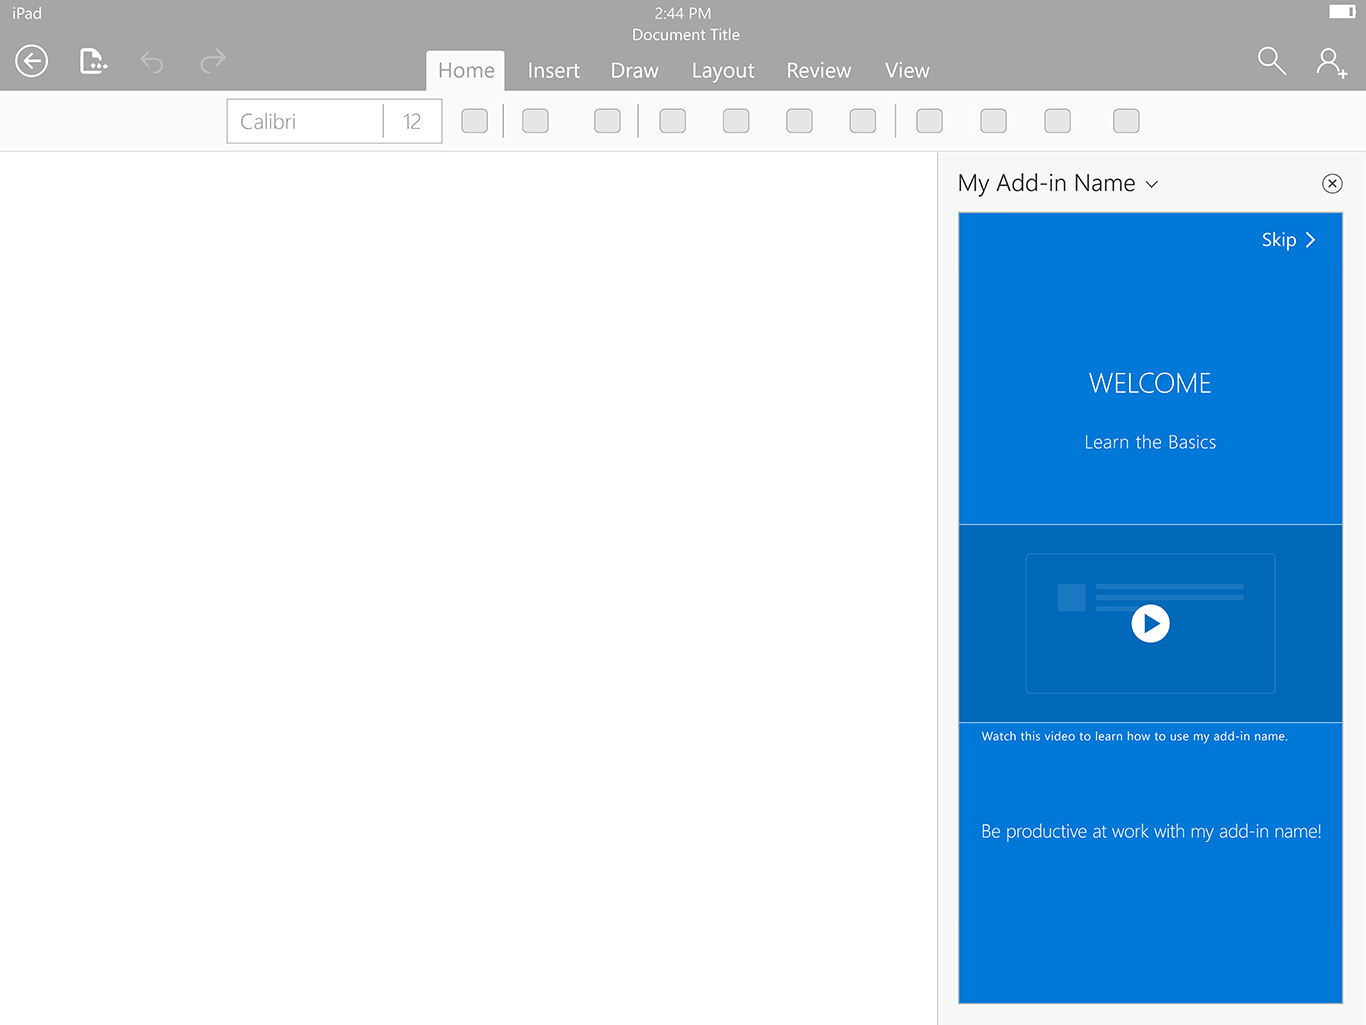 iPad
2:44 PM
Document Title
Home Insert Draw Layout Review View
Calibri 12
My Add-in Name
Skip
WELCOME
Learn the Basics
Watch this video to learn how to use my add-in name.
Be productive at work with my add-in name!